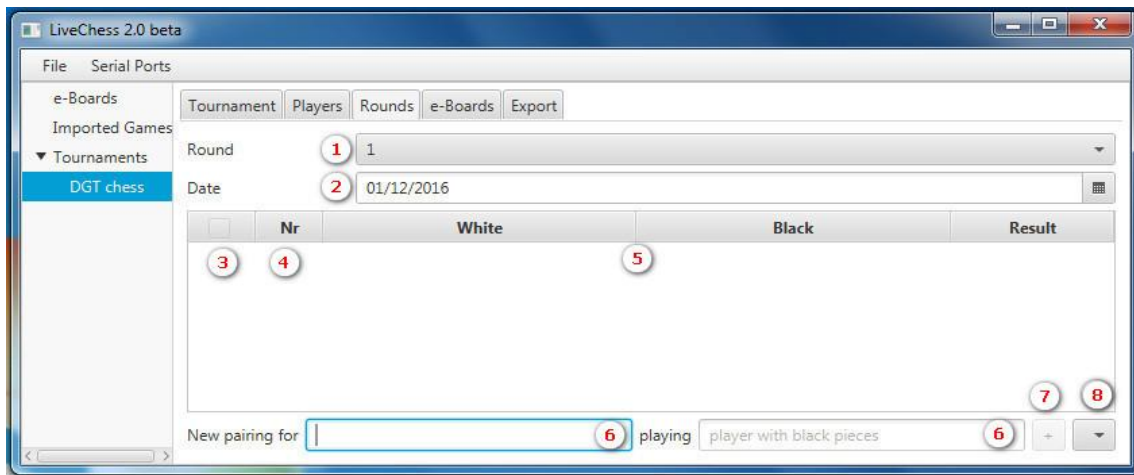 LiveChess 2.0 beta
File Serial Ports
e-Boards
Imported Games
Tournaments
DGT chess
Tournament Players Rounds e-Boards Export
Round 1 1
Date 2 01/12/2016
Nr White Black Result
3 4 5
7 8
New pairing for 6 playing player with black pieces 6 +